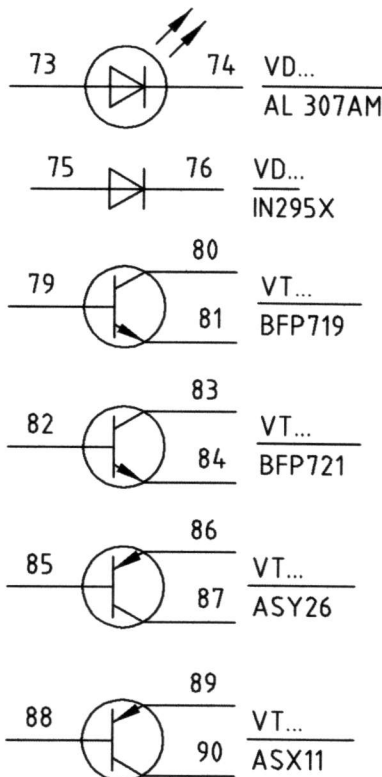 73 74 VD...
AL 307AM
75 76 VD...
IN295X
80
79 VT...
81 BFP719
83
82 VT...
84 BFP721
86
85 VT...
87 ASY26
89
88 VT...
90 ASX11